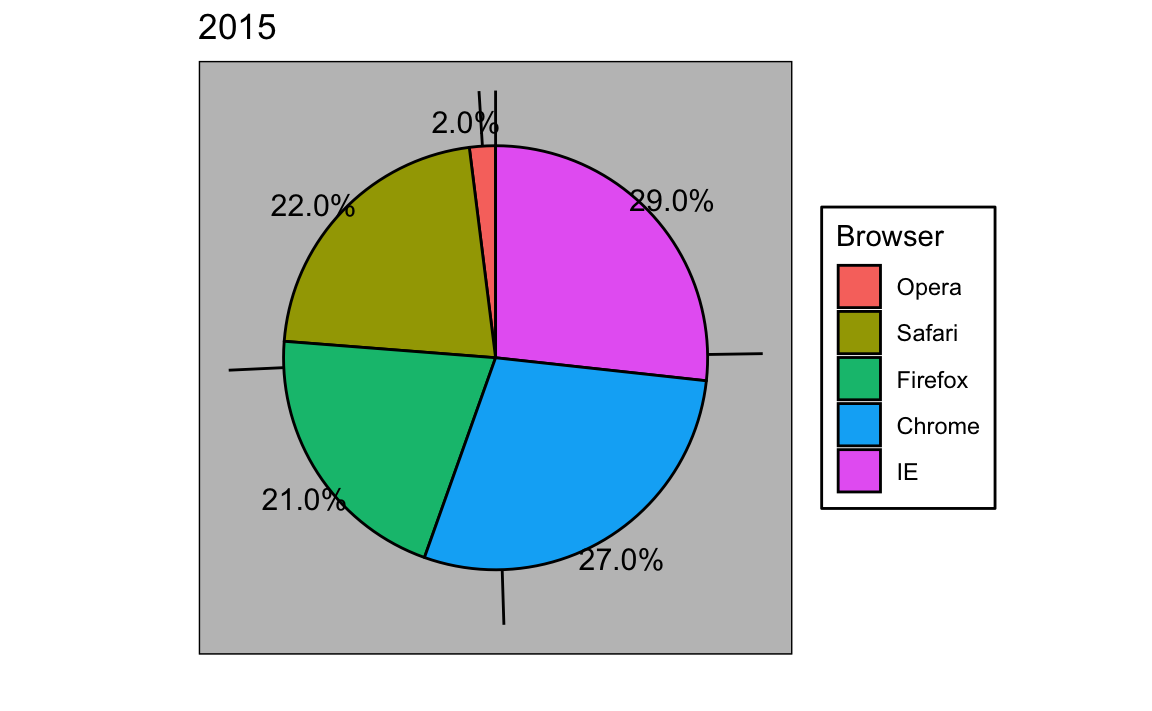 2015
2.0%
22.0%
29.0%
21.0%
27.0%
Browser
Opera
Safari
Firefox
Chrome
IE